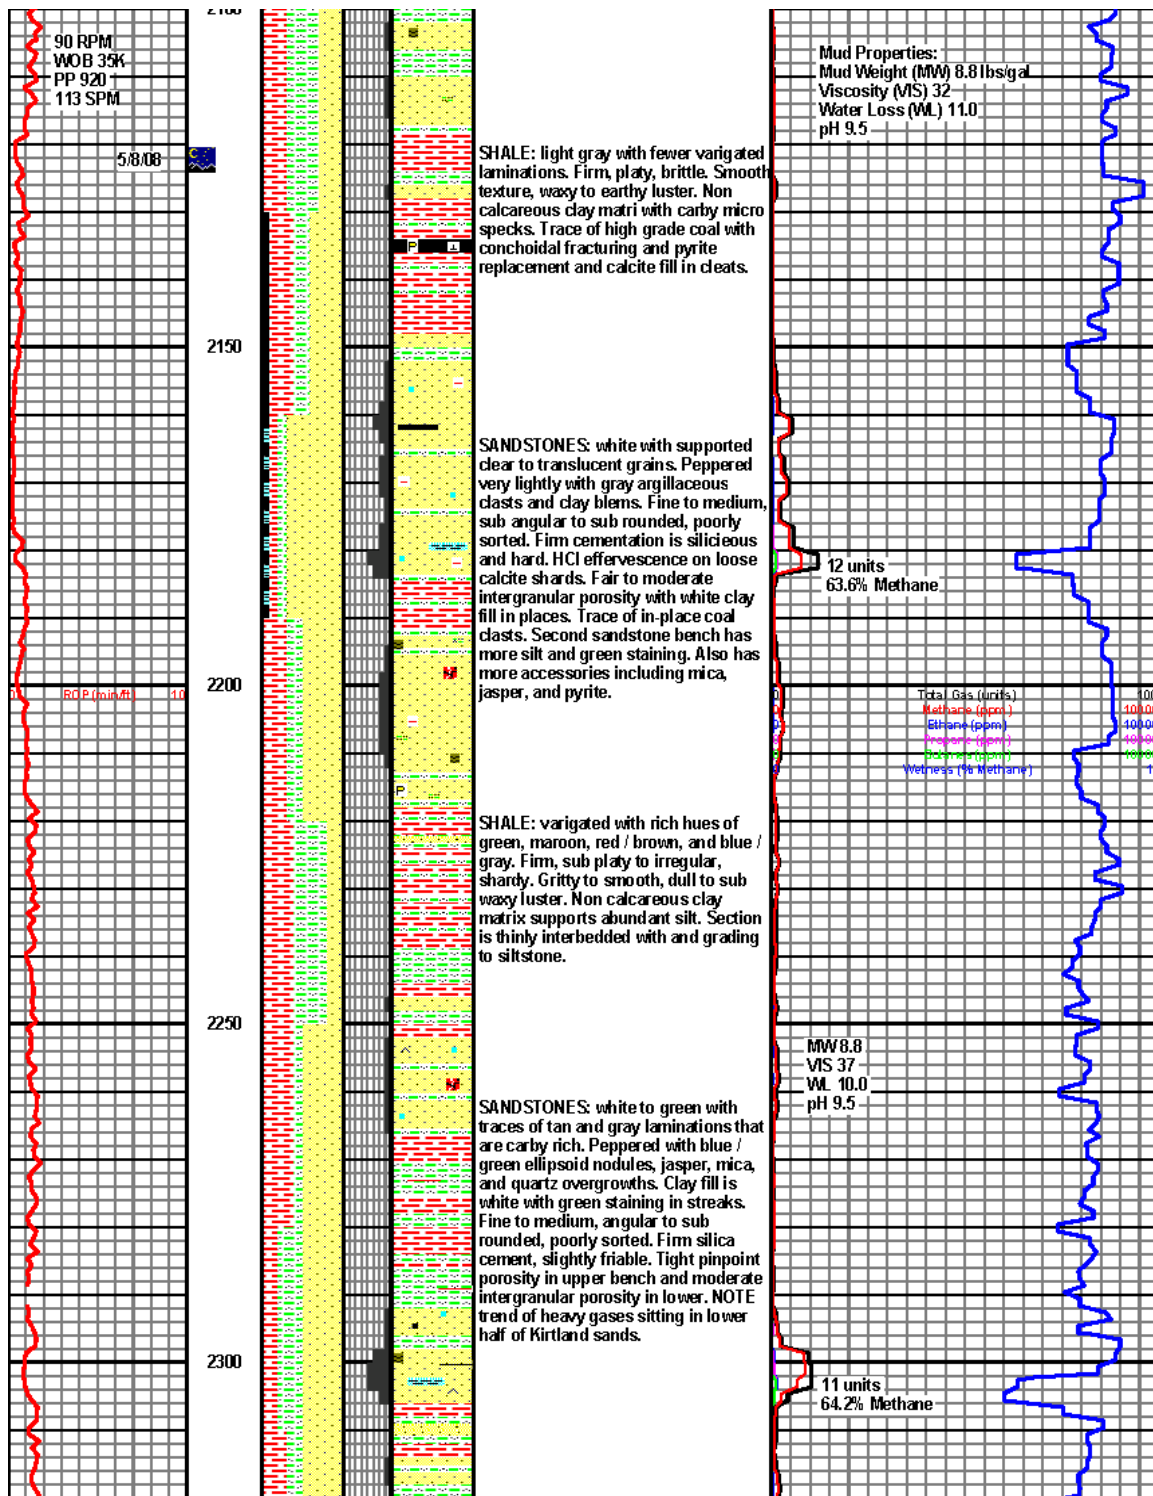 2100
90 RPM
WOB 35K
PP 920
113 SPM
Mud Properties:
Mud Weight (MW) 8.8 lbs/gal
Viscosity (VIS) 32
Water Loss (WL) 11.0
pH 9.5
5/8/08
C
SHALE: light gray with fewer varigated
laminations. Firm, platy, brittle. Smooth
texture, waxy to earthy luster. Non
calcareous clay matri with carby micro
specks. Trace of high grade coal with
conchoidal fracturing and pyrite
replacement and calcite fill in cleats.
P
2150
SANDSTONES: white with supported
clear to translucent grains. Peppered
very lightly with gray argillaceous
clasts and clay blems. Fine to medium,
sub angular to sub rounded, poorly
sorted. Firm cementation is silicieous
and hard. HCl effervescence on loose
calcite shards. Fair to moderate
intergranular porosity with white clay
fill in places. Trace of in-place coal
clasts. Second sandstone bench has
more silt and green staining. Also has
more accessories including mica,
jasper, and pyrite.
12 units
63.6% Methane
2200
ROP (min/ft) 10
Total Gas (units) 100
Methane (ppm) 10000
Ethane (ppm) 10000
Propane (ppm) 10000
Butanes (ppm) 10000
Wetness (% Methane) 1
P
SHALE: varigated with rich hues of
green, maroon, red / brown, and blue /
gray. Firm, sub platy to irregular,
shardy. Gritty to smooth, dull to sub
waxy luster. Non calcareous clay
matrix supports abundant silt. Section
is thinly interbedded with and grading
to siltstone.
2250
MW 8.8
VIS 37
WL 10.0
pH 9.5
SANDSTONES: white to green with
traces of tan and gray laminations that
are carby rich. Peppered with blue /
green ellipsoid nodules, jasper, mica,
and quartz overgrowths. Clay fill is
white with green staining in streaks.
Fine to medium, angular to sub
rounded, poorly sorted. Firm silica
cement, slightly friable. Tight pinpoint
porosity in upper bench and moderate
intergranular porosity in lower. NOTE
trend of heavy gases sitting in lower
half of Kirtland sands.
2300
11 units
64.2% Methane